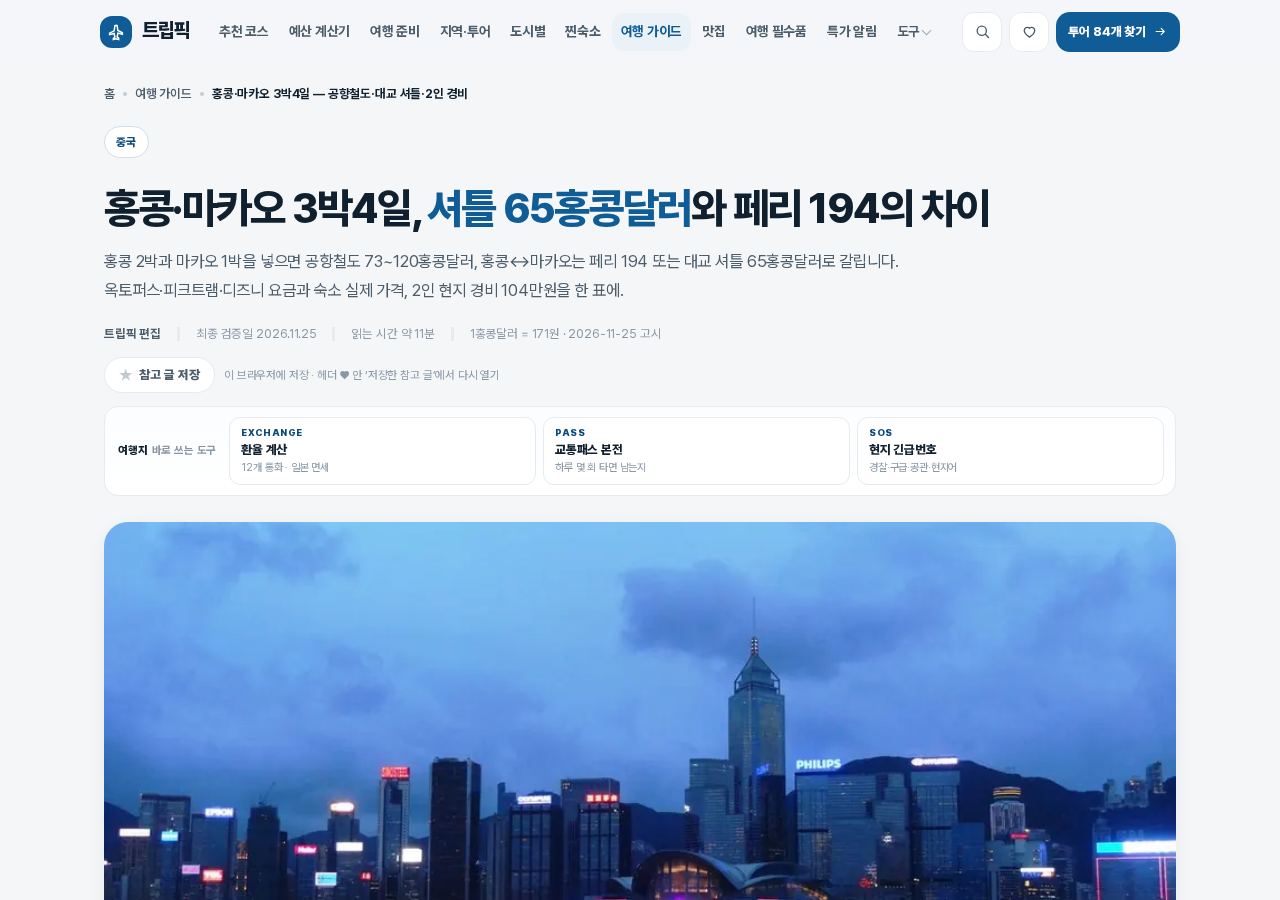 트립픽
추천 코스
예산 계산기
여행 준비
지역·투어
도시별
찐숙소
여행 가이드
맛집
여행 필수품
특가 알림
도구
투어 84개 찾기 →
홈 • 여행 가이드 • 홍콩·마카오 3박4일 — 공항철도·대교 셔틀·2인 경비
중국
홍콩·마카오 3박4일, 셔틀 65홍콩달러와 페리 194의 차이
홍콩 2박과 마카오 1박을 넣으면 공항철도 73~120홍콩달러, 홍콩↔마카오는 페리 194 또는 대교 셔틀 65홍콩달러로 갈립니다.
옥토퍼스·피크트램·디즈니 요금과 숙소 실제 가격, 2인 현지 경비 104만원을 한 표에.
트립픽 편집 | 최종 검증일 2026.11.25 | 읽는 시간 약 11분 | 1홍콩달러 = 171원 · 2026-11-25 고시
★ 참고 글 저장
이 브라우저에 저장 · 헤더 ♥ 안 '저장한 참고 글'에서 다시 열기
여행지 바로 쓰는 도구
EXCHANGE
환율 계산
12개 통화 · 일본 면세
PASS
교통패스 본전
하루 몇 회 타면 남는지
SOS
현지 긴급번호
경찰·구급·공관·현지어
PHILIPS
HYUNDAI
OLYMPUS
EPSON
Haier
TCL